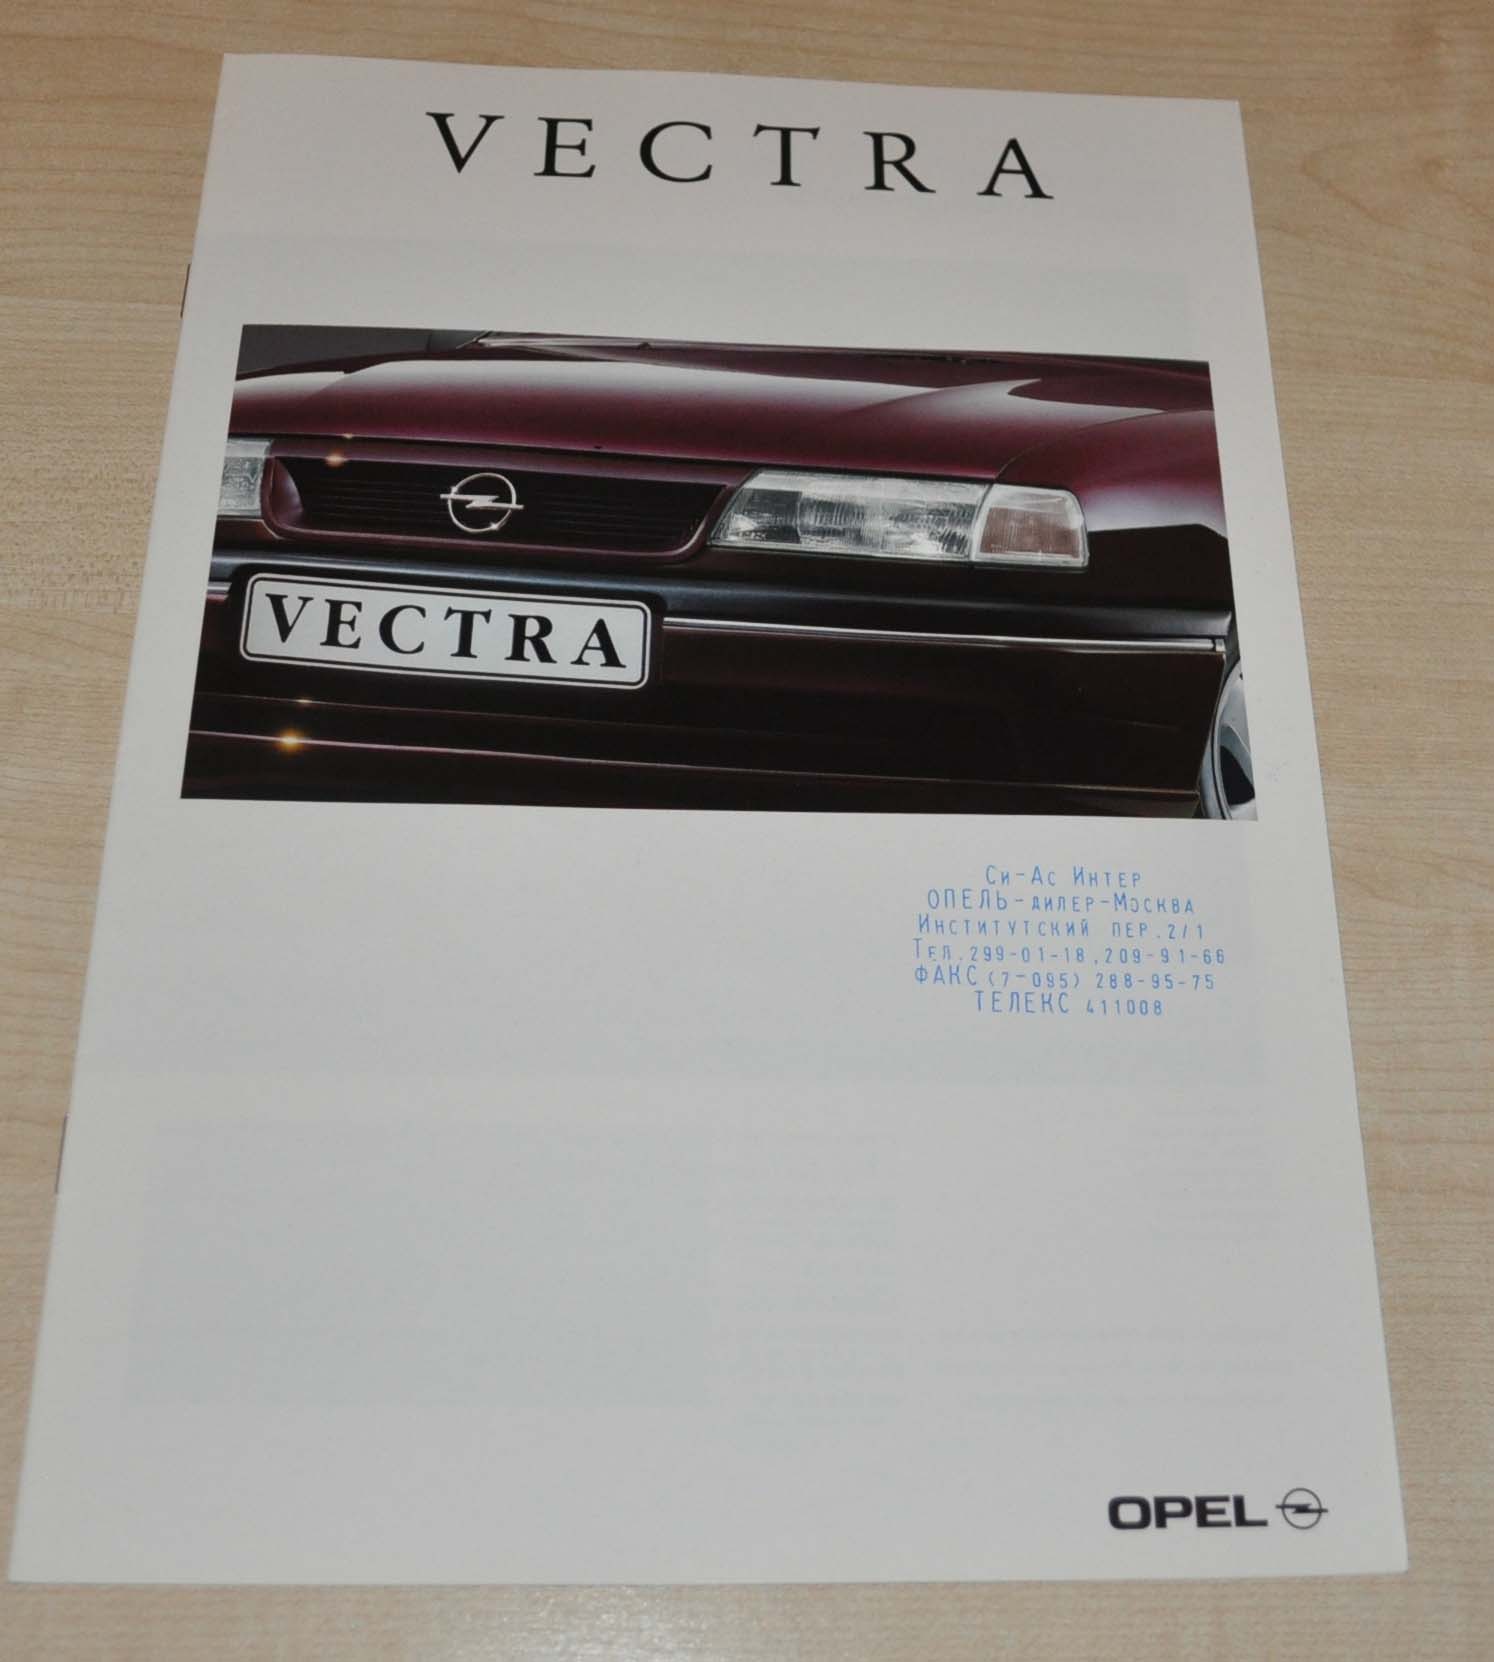 VECTRA
VECTRA
Си-Ас Интер
ОПЕЛЬ-дилер-Москва
Институтский пер.2/1
Тел.299-01-18,209-91-66
ФАКС (7-095) 288-95-75
ТЕЛЕКС 411008
OPEL